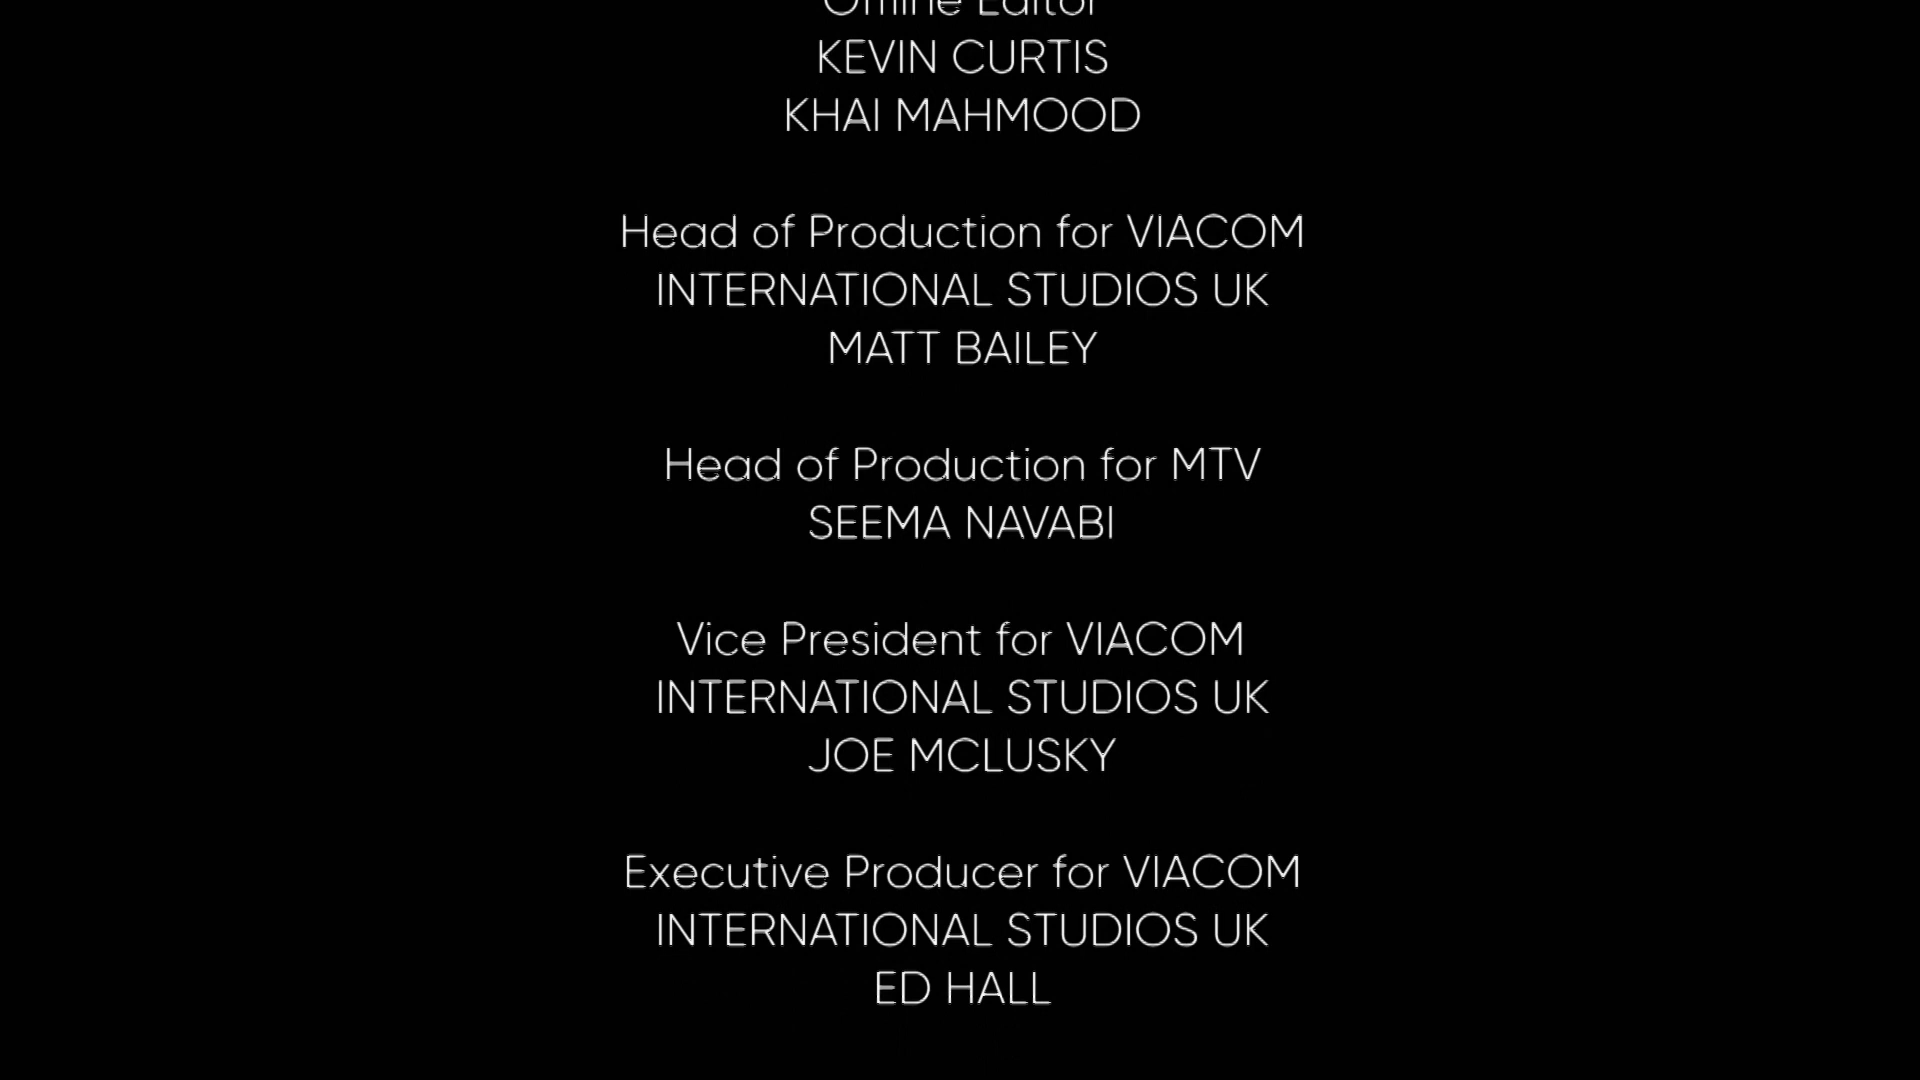 Offline Editor
KEVIN CURTIS
KHAI MAHMOOD
Head of Production for VIACOM
INTERNATIONAL STUDIOS UK
MATT BAILEY
Head of Production for MTV
SEEMA NAVABI
Vice President for VIACOM
INTERNATIONAL STUDIOS UK
JOE MCLUSKY
Executive Producer for VIACOM
INTERNATIONAL STUDIOS UK
ED HALL